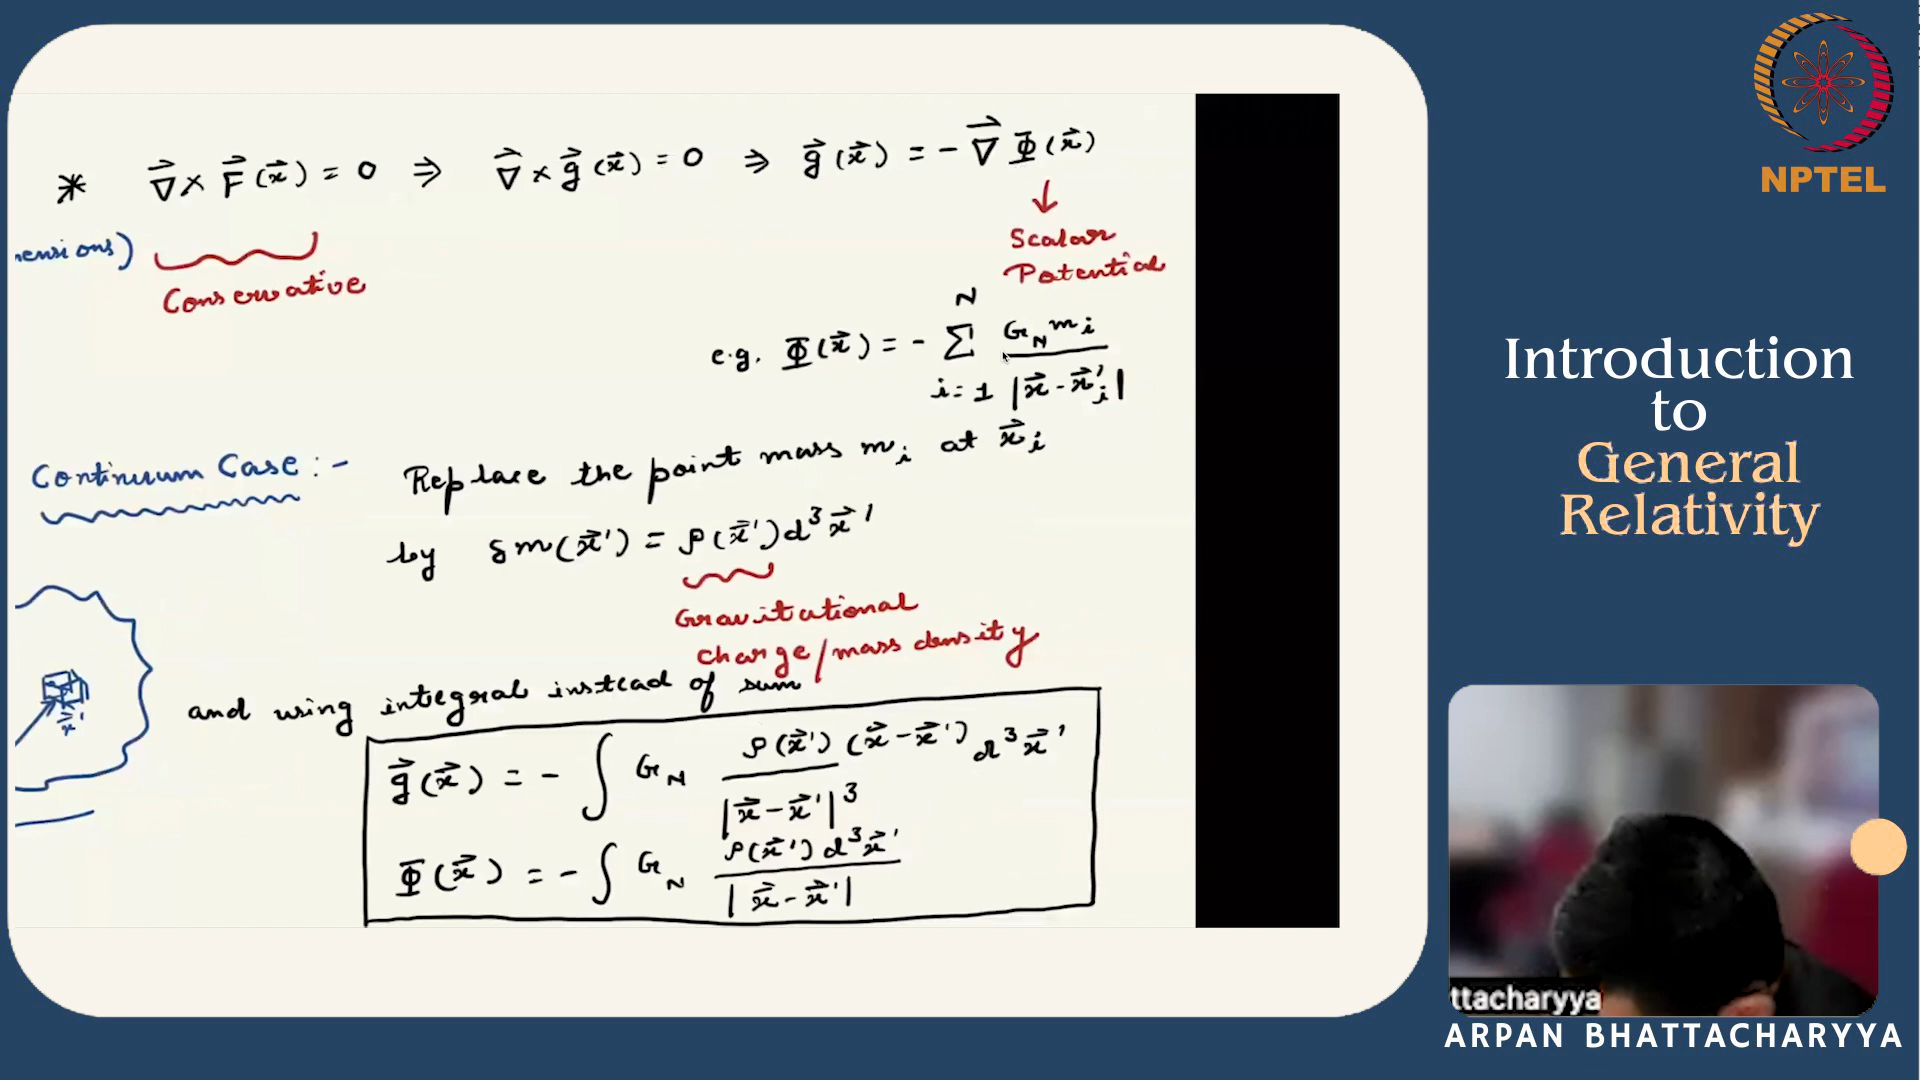 * ∇⃗ × F⃗(x⃗) = 0 ⇒ ∇⃗ × g⃗(x⃗) = 0 ⇒ g⃗(x⃗) = - ∇⃗ Φ(x⃗)
ensions)
Conservative
Scalar
Potential
e.g. Φ(x⃗) = - Σ_{i=1}^{N} G_N m_i / |x⃗ - x⃗'_i|
Continuum Case :-
Replace the point mass m_i at x⃗_i
by δm(x⃗') = ρ(x⃗') d³x⃗'
Gravitational
charge/mass density
x⃗'
and using integral instead of sum
g⃗(x⃗) = - ∫ G_N ρ(x⃗') (x⃗ - x⃗') / |x⃗ - x⃗'|³ d³x⃗'
Φ(x⃗) = - ∫ G_N ρ(x⃗') d³x⃗' / |x⃗ - x⃗'|
NPTEL
Introduction
to
General
Relativity
ttacharyya
ARPAN BHATTACHARYYA